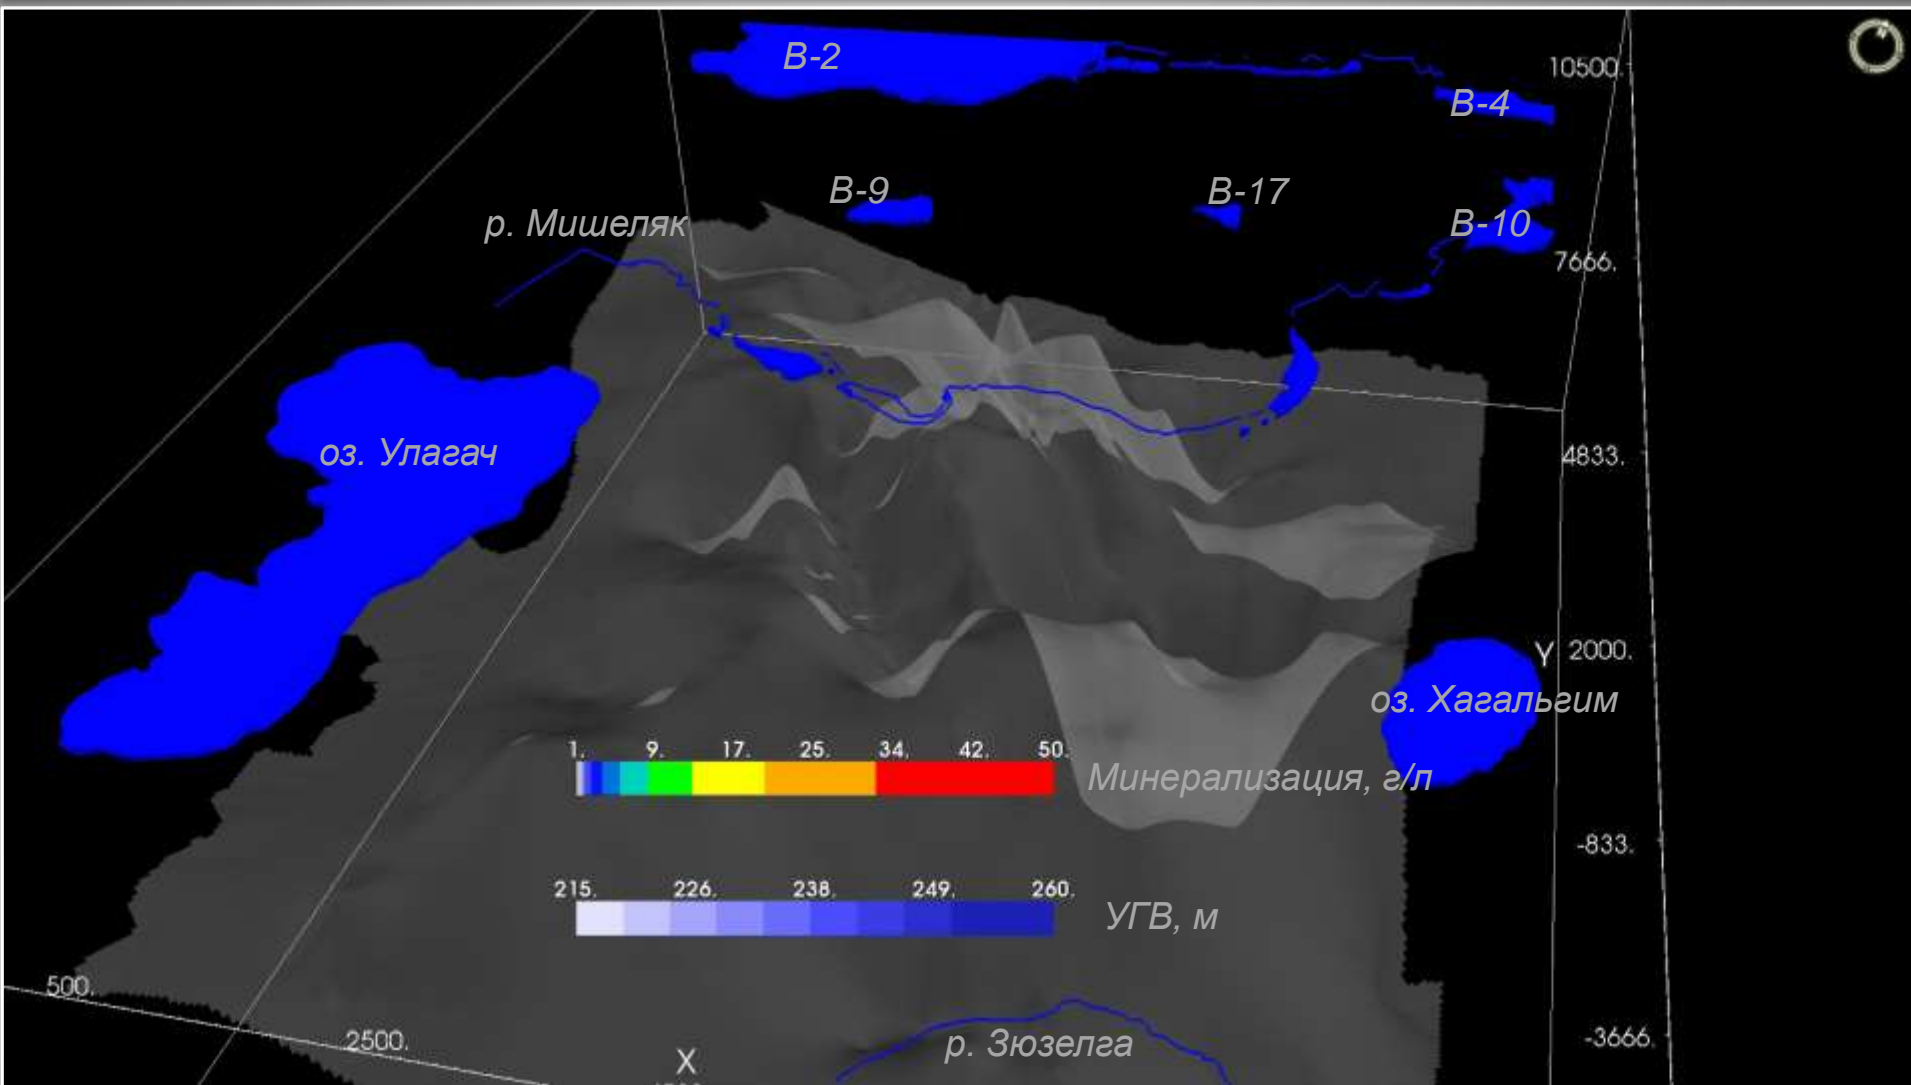 В-2
10500.
В-4
В-9
В-17
р. Мишеляк
В-10
7666.
оз. Улагач
4833.
Y 2000.
оз. Хагальгим
1. 9. 17. 25. 34. 42. 50.
Минерализация, г/л
-833.
215. 226. 238. 249. 260.
УГВ, м
500.
2500.
р. Зюзелга
-3666.
X